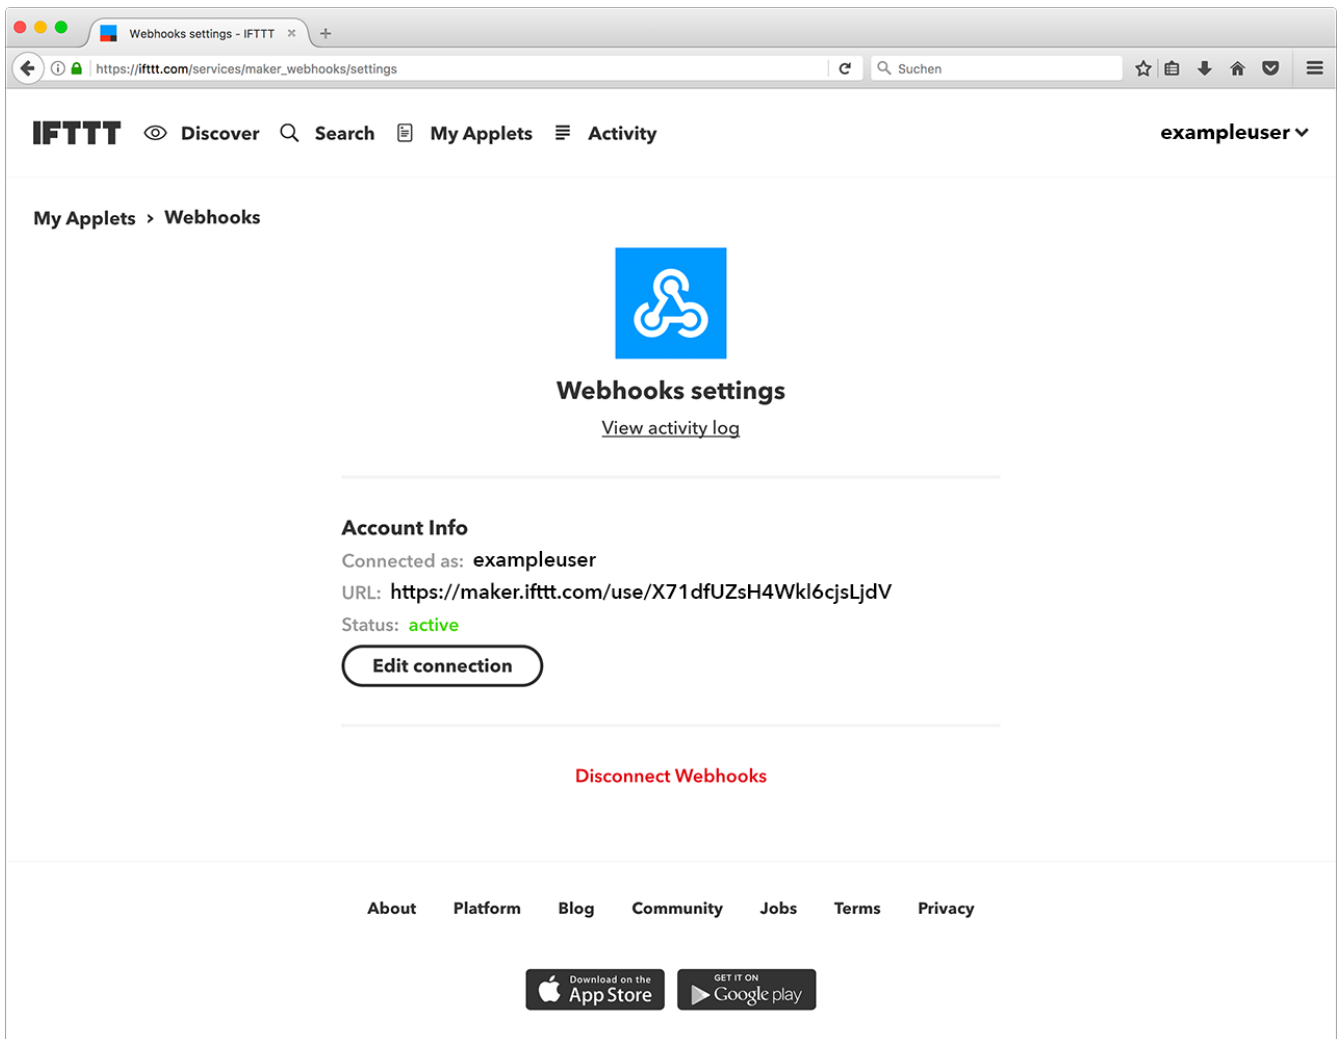 Webhooks settings - IFTTT × +
https://ifttt.com/services/maker_webhooks/settings Suchen
IFTTT Discover Search My Applets Activity exampleuser
My Applets > Webhooks
Webhooks settings
View activity log
Account Info
Connected as: exampleuser
URL: https://maker.ifttt.com/use/X71dfUZsH4Wkl6cjsLjdV
Status: active
Edit connection
Disconnect Webhooks
About Platform Blog Community Jobs Terms Privacy
Download on the App Store
GET IT ON Google play